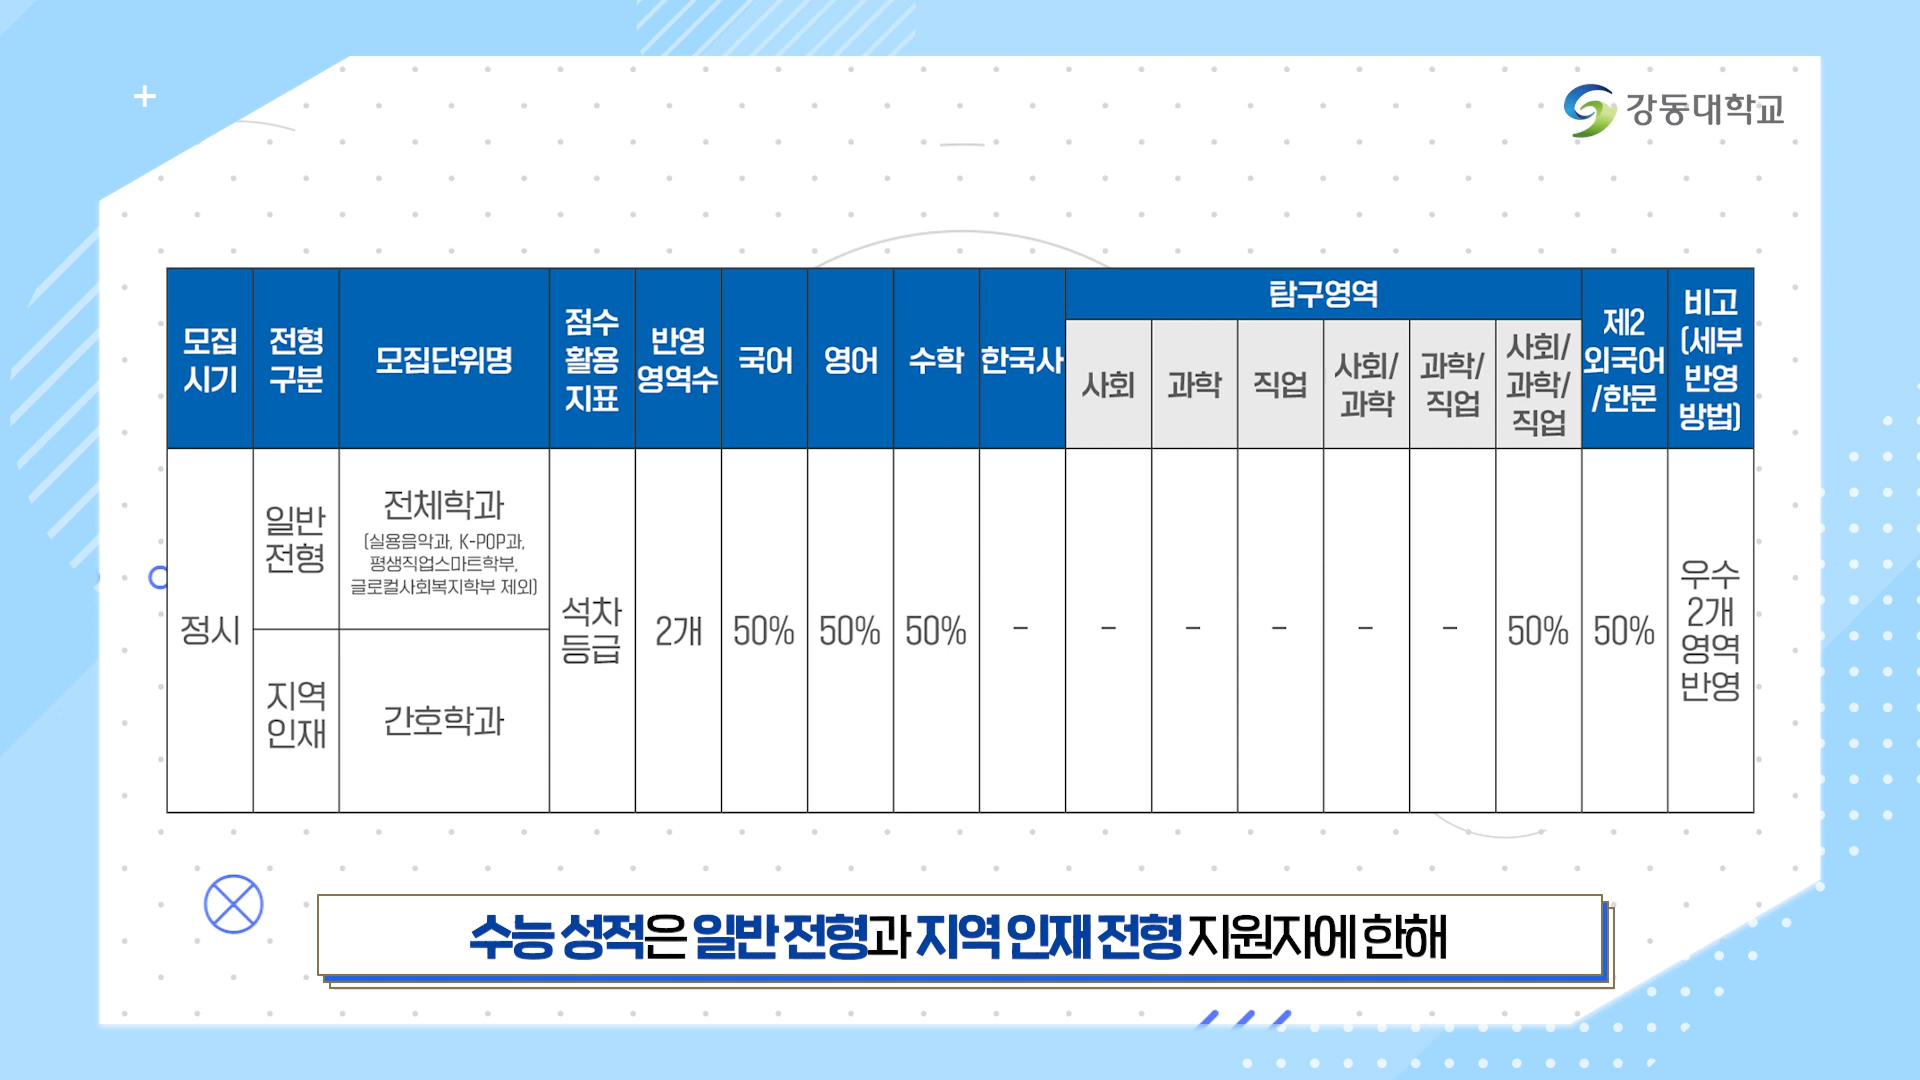 강동대학교
모집
시기
전형
구분
모집단위명
점수
활용
지표
반영
영역수
국어
영어
수학
한국사
탐구영역
사회
과학
직업
사회/
과학
과학/
직업
사회/
과학/
직업
제2
외국어
/한문
비고
(세부
반영
방법)
정시
일반
전형
전체학과
(실용음악과, K-POP과,
평생직업스마트학부,
글로컬사회복지학부 제외)
지역
인재
간호학과
석차
등급
2개
50%
50%
50%
-
-
-
-
-
-
50%
50%
우수
2개
영역
반영
수능 성적은 일반 전형과 지역 인재 전형 지원자에 한해